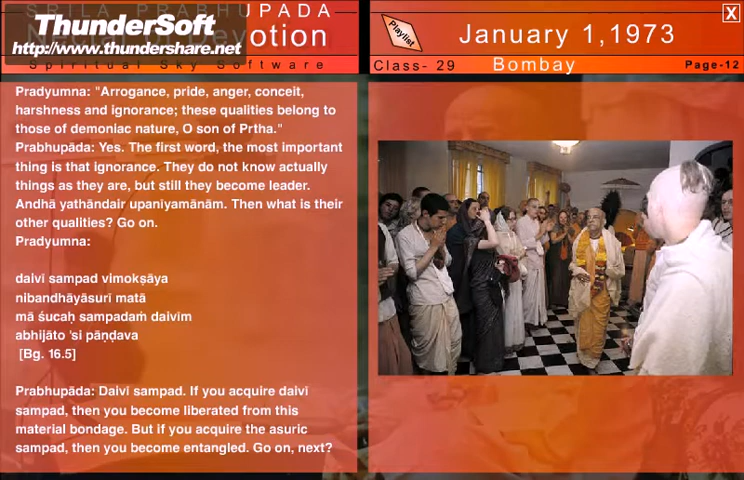 SRILA PRABHUPADA
Nectar of Devotion
Spiritual Sky Software
ThunderSoft
http://www.thundershare.net
Playlist
January 1,1973
X
Class- 29
Bombay
Page-12
Pradyumna: "Arrogance, pride, anger, conceit,
harshness and ignorance; these qualities belong to
those of demoniac nature, O son of Prtha."
Prabhupāda: Yes. The first word, the most important
thing is that ignorance. They do not know actually
things as they are, but still they become leader.
Andhā yathāndair upaniyamānām. Then what is their
other qualities? Go on.
Pradyumna:
daivī sampad vimokṣāya
nibandhāyāsurī matā
mā śucaḥ sampadaṁ daivīm
abhijāto 'si pāṇḍava
[Bg. 16.5]
Prabhupāda: Daivī sampad. If you acquire daivī
sampad, then you become liberated from this
material bondage. But if you acquire the asuric
sampad, then you become entangled. Go on, next?